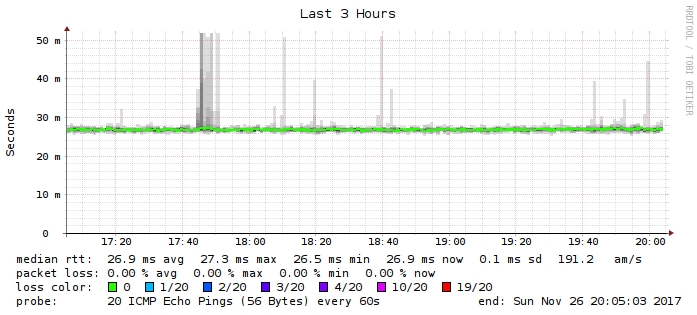 Last 3 Hours
RRDTOOL / TOBI OETIKER
Seconds
50 m
40 m
30 m
20 m
10 m
0
17:20 17:40 18:00 18:20 18:40 19:00 19:20 19:40 20:00
median rtt: 26.9 ms avg 27.3 ms max 26.5 ms min 26.9 ms now 0.1 ms sd 191.2 am/s
packet loss: 0.00 % avg 0.00 % max 0.00 % min 0.00 % now
loss color: 0 1/20 2/20 3/20 4/20 10/20 19/20
probe: 20 ICMP Echo Pings (56 Bytes) every 60s end: Sun Nov 26 20:05:03 2017